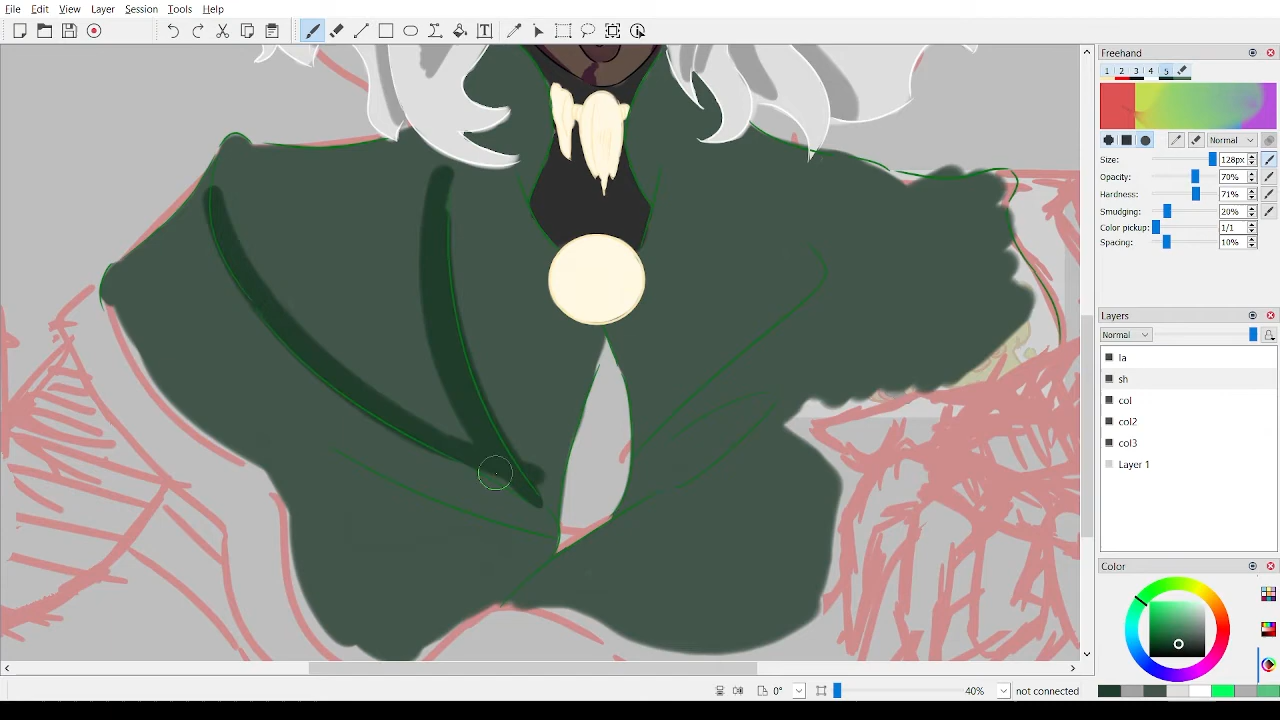 File Edit View Layer Session Tools Help
Freehand
1 2 3 4 5
Normal
Size: 128px
Opacity: 70%
Hardness: 71%
Smudging: 20%
Color pickup: 1/1
Spacing: 10%
Layers
Normal
la
sh
col
col2
col3
Layer 1
Color
0° 40% not connected